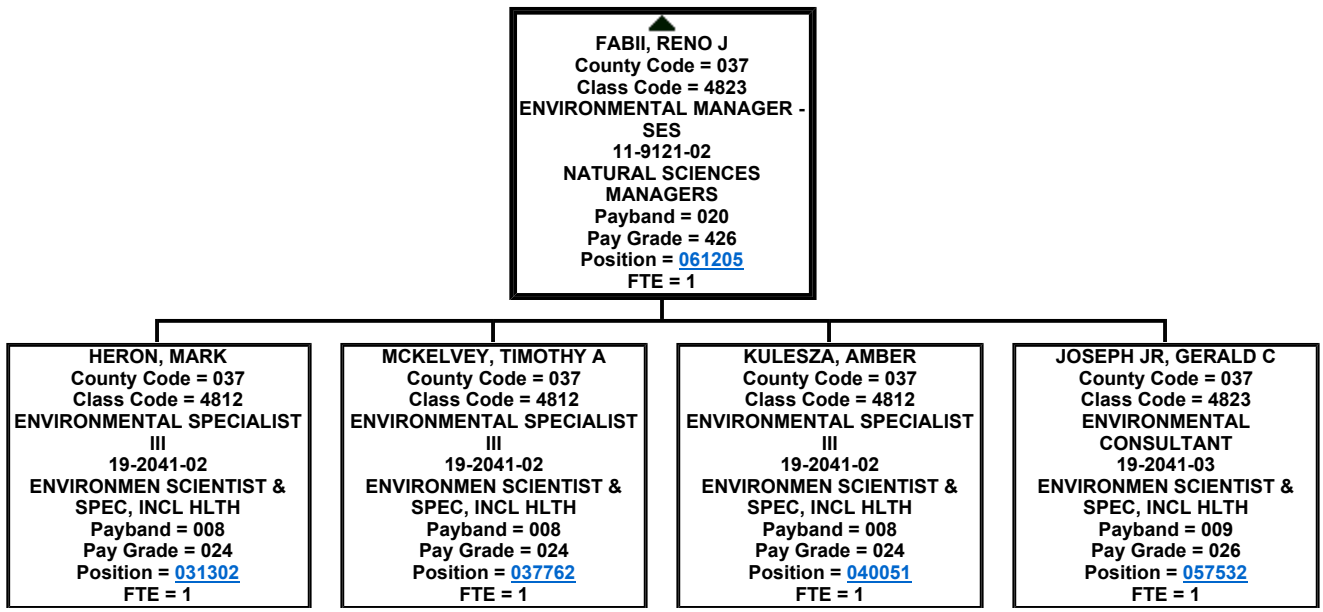 FABII, RENO J
County Code = 037
Class Code = 4823
ENVIRONMENTAL MANAGER -
SES
11-9121-02
NATURAL SCIENCES
MANAGERS
Payband = 020
Pay Grade = 426
Position = 061205
FTE = 1
HERON, MARK
County Code = 037
Class Code = 4812
ENVIRONMENTAL SPECIALIST
III
19-2041-02
ENVIRONMEN SCIENTIST &
SPEC, INCL HLTH
Payband = 008
Pay Grade = 024
Position = 031302
FTE = 1
MCKELVEY, TIMOTHY A
County Code = 037
Class Code = 4812
ENVIRONMENTAL SPECIALIST
III
19-2041-02
ENVIRONMEN SCIENTIST &
SPEC, INCL HLTH
Payband = 008
Pay Grade = 024
Position = 037762
FTE = 1
KULESZA, AMBER
County Code = 037
Class Code = 4812
ENVIRONMENTAL SPECIALIST
III
19-2041-02
ENVIRONMEN SCIENTIST &
SPEC, INCL HLTH
Payband = 008
Pay Grade = 024
Position = 040051
FTE = 1
JOSEPH JR, GERALD C
County Code = 037
Class Code = 4823
ENVIRONMENTAL
CONSULTANT
19-2041-03
ENVIRONMEN SCIENTIST &
SPEC, INCL HLTH
Payband = 009
Pay Grade = 026
Position = 057532
FTE = 1